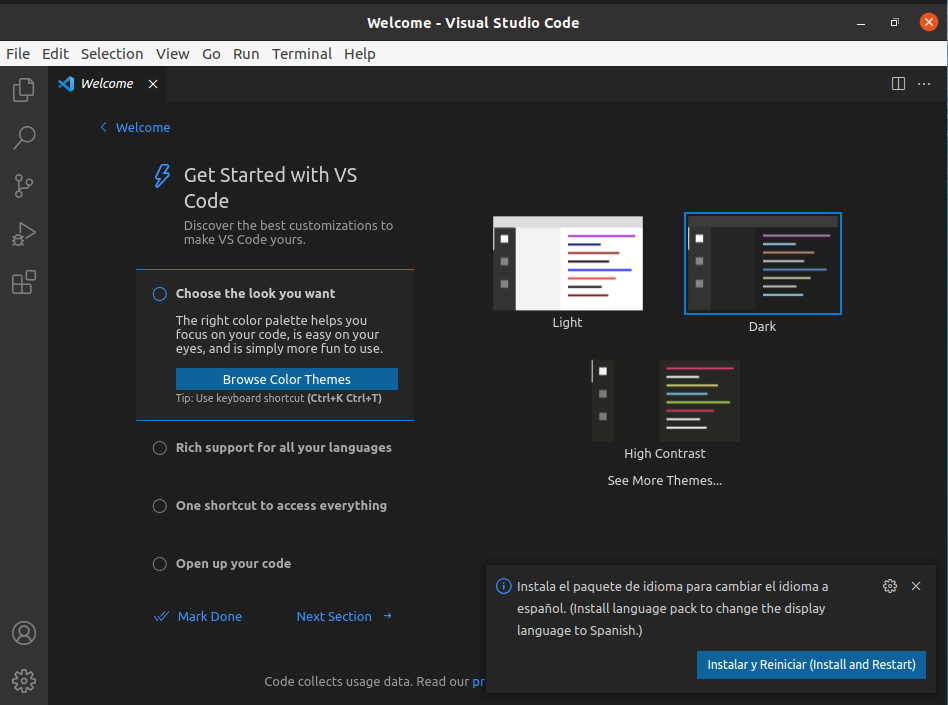 Welcome - Visual Studio Code
File Edit Selection View Go Run Terminal Help
Welcome
Welcome
Get Started with VS
Code
Discover the best customizations to
make VS Code yours.
Choose the look you want
The right color palette helps you
focus on your code, is easy on your
eyes, and is simply more fun to use.
Browse Color Themes
Tip: Use keyboard shortcut (Ctrl+K Ctrl+T)
Rich support for all your languages
One shortcut to access everything
Open up your code
Mark Done
Next Section
Light
Dark
High Contrast
See More Themes...
Code collects usage data. Read our pr
Instala el paquete de idioma para cambiar el idioma a
español. (Install language pack to change the display
language to Spanish.)
Instalar y Reiniciar (Install and Restart)